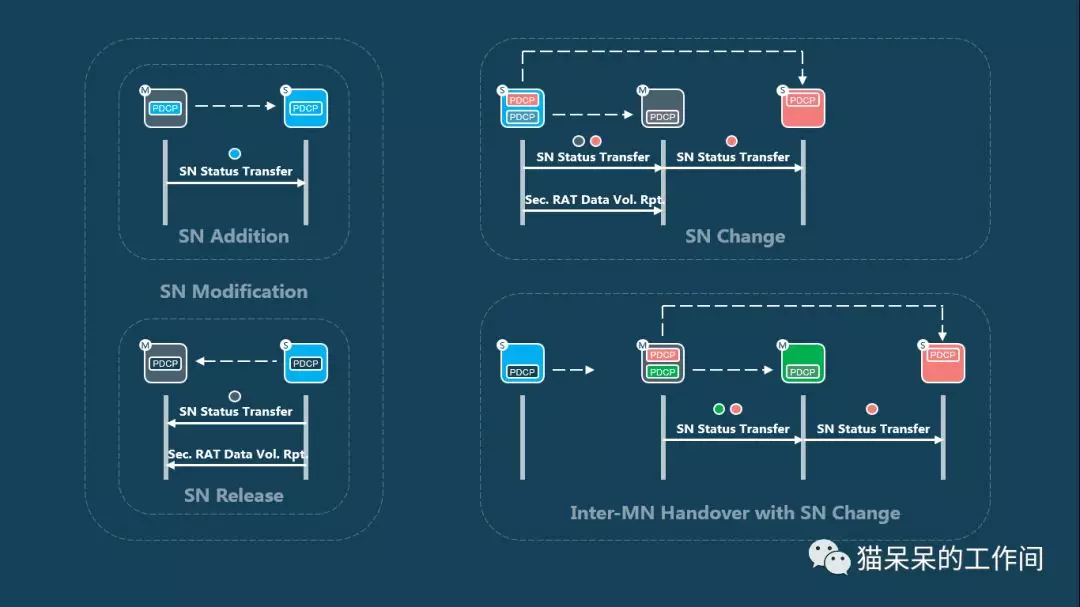 M
PDCP
S
PDCP
SN Status Transfer
SN Addition
SN Modification
M
PDCP
S
PDCP
SN Status Transfer
Sec. RAT Data Vol. Rpt.
SN Release
S
PDCP
PDCP
M
PDCP
S
PDCP
SN Status Transfer
SN Status Transfer
Sec. RAT Data Vol. Rpt.
SN Change
S
PDCP
M
PDCP
PDCP
M
PDCP
S
PDCP
SN Status Transfer
SN Status Transfer
Inter-MN Handover with SN Change
猫呆呆的工作间